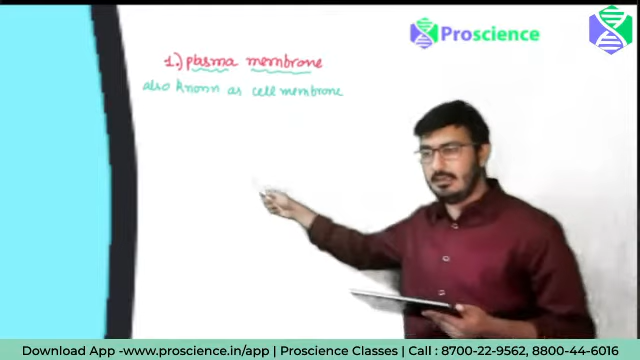 Proscience
1.) plasma membrane
also known as cell membrane
Download App -www.proscience.in/app | Proscience Classes | Call : 8700-22-9562, 8800-44-6016